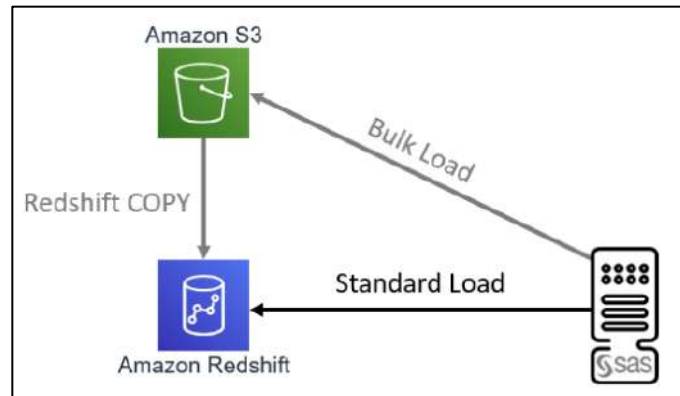 Amazon S3
Bulk Load
Redshift COPY
Standard Load
Amazon Redshift
sas